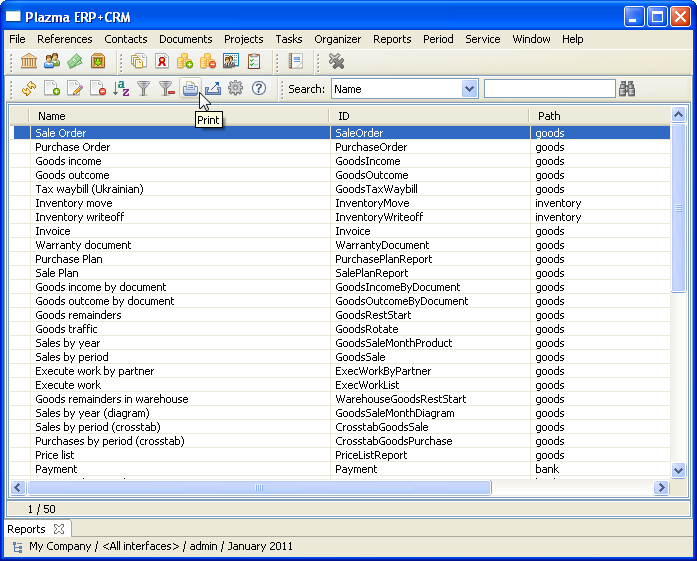 Plazma ERP+CRM
File References Contacts Documents Projects Tasks Organizer Reports Period Service Window Help
Search: Name
Print
Name ID Path
Sale Order SaleOrder goods
Purchase Order PurchaseOrder goods
Goods income GoodsIncome goods
Goods outcome GoodsOutcome goods
Tax waybill (Ukrainian) GoodsTaxWaybill goods
Inventory move InventoryMove inventory
Inventory writeoff InventoryWriteoff inventory
Invoice Invoice goods
Warranty document WarrantyDocument goods
Purchase Plan PurchasePlanReport goods
Sale Plan SalePlanReport goods
Goods income by document GoodsIncomeByDocument goods
Goods outcome by document GoodsOutcomeByDocument goods
Goods remainders GoodsRestStart goods
Goods traffic GoodsRotate goods
Sales by year GoodsSaleMonthProduct goods
Sales by period GoodsSale goods
Execute work by partner ExecWorkByPartner goods
Execute work ExecWorkList goods
Goods remainders in warehouse WarehouseGoodsRestStart goods
Sales by year (diagram) GoodsSaleMonthDiagram goods
Sales by period (crosstab) CrosstabGoodsSale goods
Purchases by period (crosstab) CrosstabGoodsPurchase goods
Price list PriceListReport goods
Payment Payment bank
1 / 50
Reports
My Company / <All interfaces> / admin / January 2011